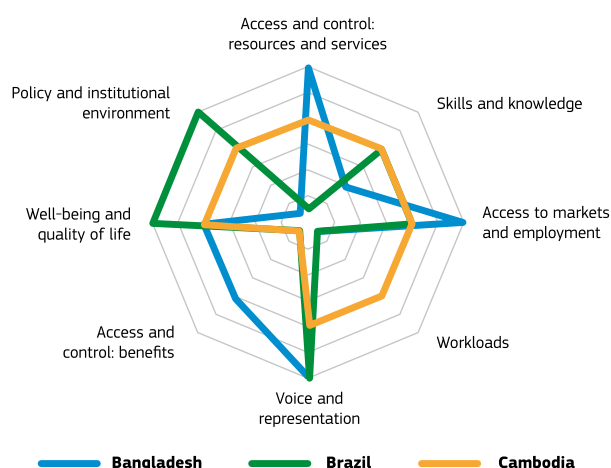 Access and control:
resources and services
Policy and institutional
environment
Skills and knowledge
Well-being and
quality of life
Access to markets
and employment
Access and
control: benefits
Workloads
Voice and
representation
Bangladesh
Brazil
Cambodia